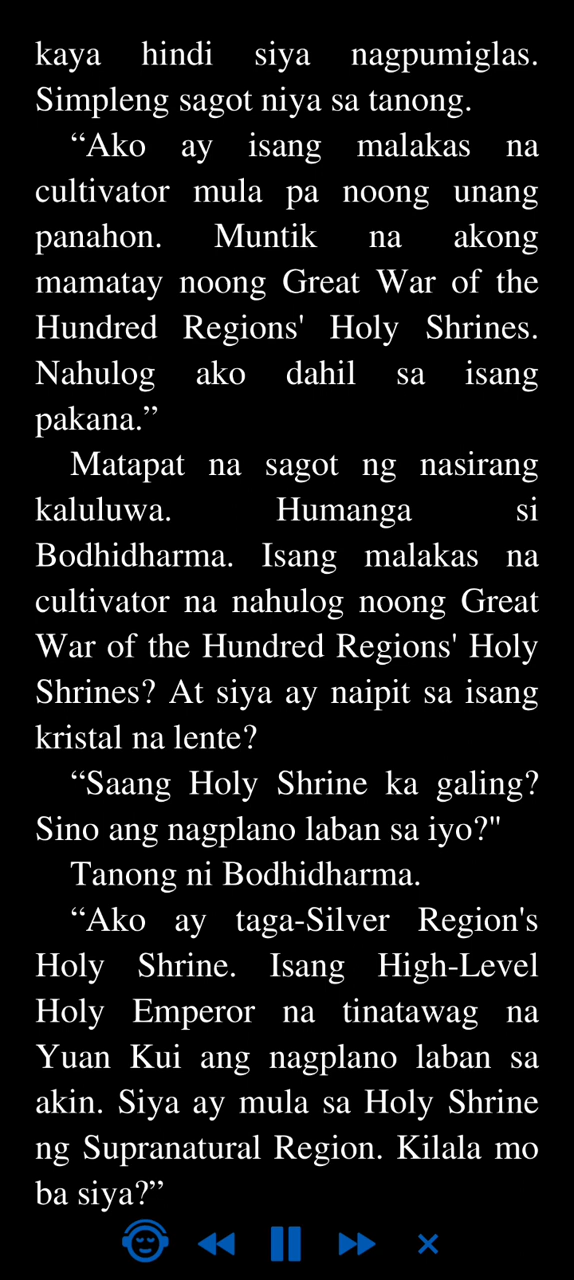 kaya hindi siya nagpumiglas.
Simpleng sagot niya sa tanong.
“Ako ay isang malakas na
cultivator mula pa noong unang
panahon. Muntik na akong
mamatay noong Great War of the
Hundred Regions' Holy Shrines.
Nahulog ako dahil sa isang
pakana.”
Matapat na sagot ng nasirang
kaluluwa. Humanga si
Bodhidharma. Isang malakas na
cultivator na nahulog noong Great
War of the Hundred Regions' Holy
Shrines? At siya ay naipit sa isang
kristal na lente?
“Saang Holy Shrine ka galing?
Sino ang nagplano laban sa iyo?"
Tanong ni Bodhidharma.
“Ako ay taga-Silver Region's
Holy Shrine. Isang High-Level
Holy Emperor na tinatawag na
Yuan Kui ang nagplano laban sa
akin. Siya ay mula sa Holy Shrine
ng Supranatural Region. Kilala mo
ba siya?”